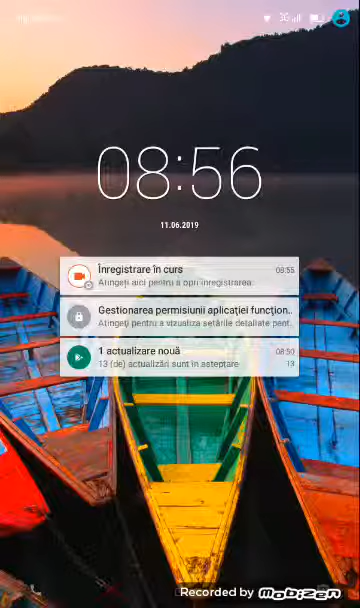 3G
08:56
11.06.2019
Înregistrare în curs 08:55
Atingeți aici pentru a opri înregistrarea.
Gestionarea permisiunii aplicației funcțion..
Atingeți pentru a vizualiza setările detaliate pent..
1 actualizare nouă 08:50
13 (de) actualizări sunt în așteptare 13
Recorded by mobizen